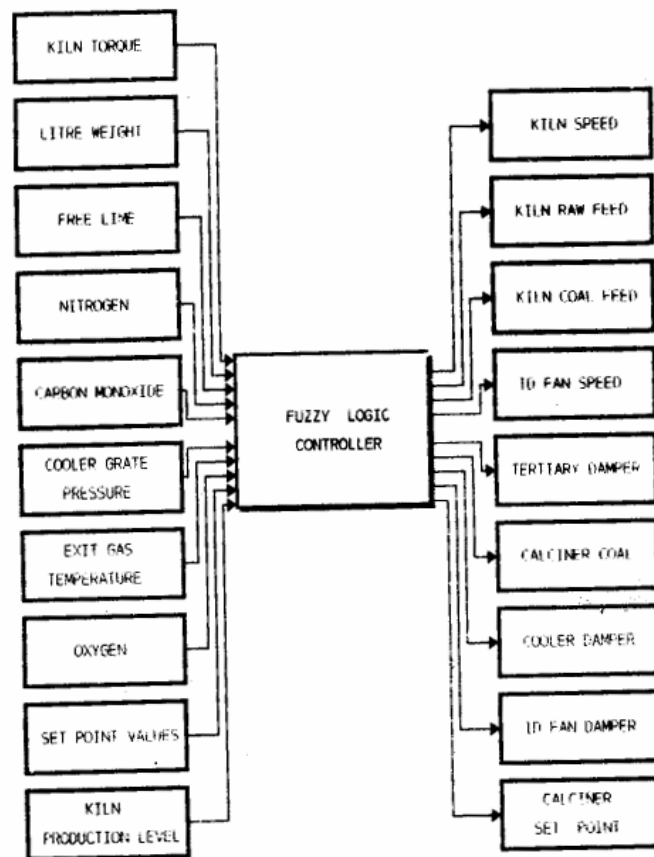 KILN TORQUE
LITRE WEIGHT
FREE LIME
NITROGEN
CARBON MONOXIDE
COOLER GRATE
PRESSURE
EXIT GAS
TEMPERATURE
OXYGEN
SET POINT VALUES
KILN
PRODUCTION LEVEL
FUZZY LOGIC
CONTROLLER
KILN SPEED
KILN RAW FEED
KILN COAL FEED
ID FAN SPEED
TERTIARY DAMPER
CALCINER COAL
COOLER DAMPER
ID FAN DAMPER
CALCINER
SET POINT